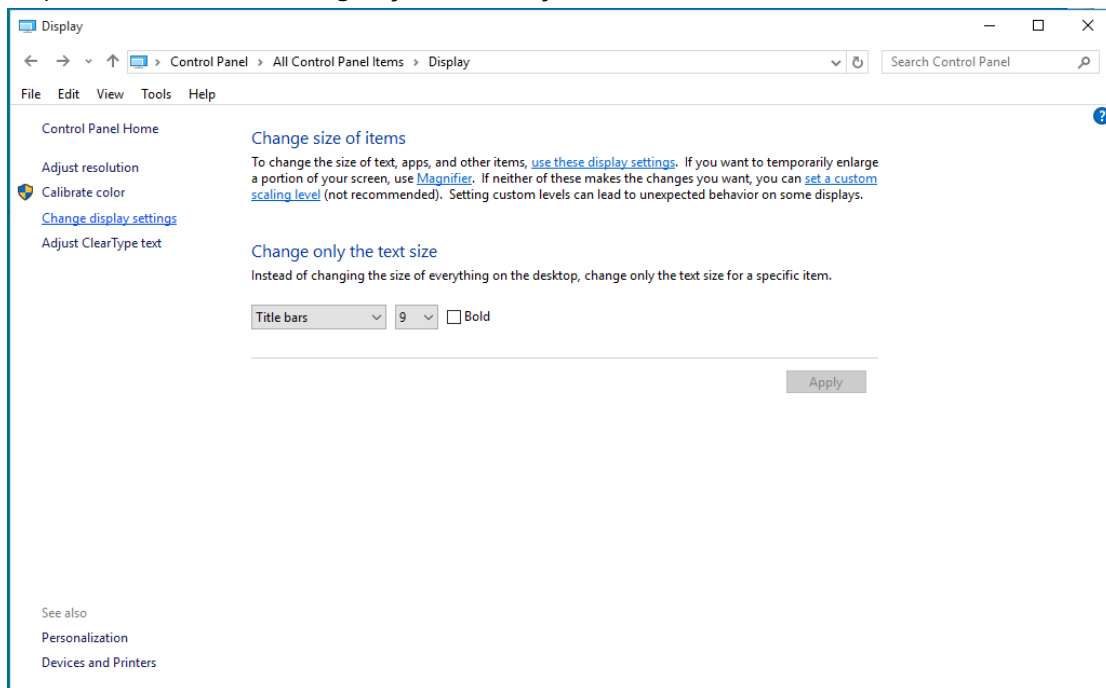 Display
Control Panel > All Control Panel Items > Display
Search Control Panel
File Edit View Tools Help
Control Panel Home
Adjust resolution
Calibrate color
Change display settings
Adjust ClearType text
Change size of items
To change the size of text, apps, and other items, use these display settings. If you want to temporarily enlarge
a portion of your screen, use Magnifier. If neither of these makes the changes you want, you can set a custom
scaling level (not recommended). Setting custom levels can lead to unexpected behavior on some displays.
Change only the text size
Instead of changing the size of everything on the desktop, change only the text size for a specific item.
Title bars 9 Bold
Apply
See also
Personalization
Devices and Printers